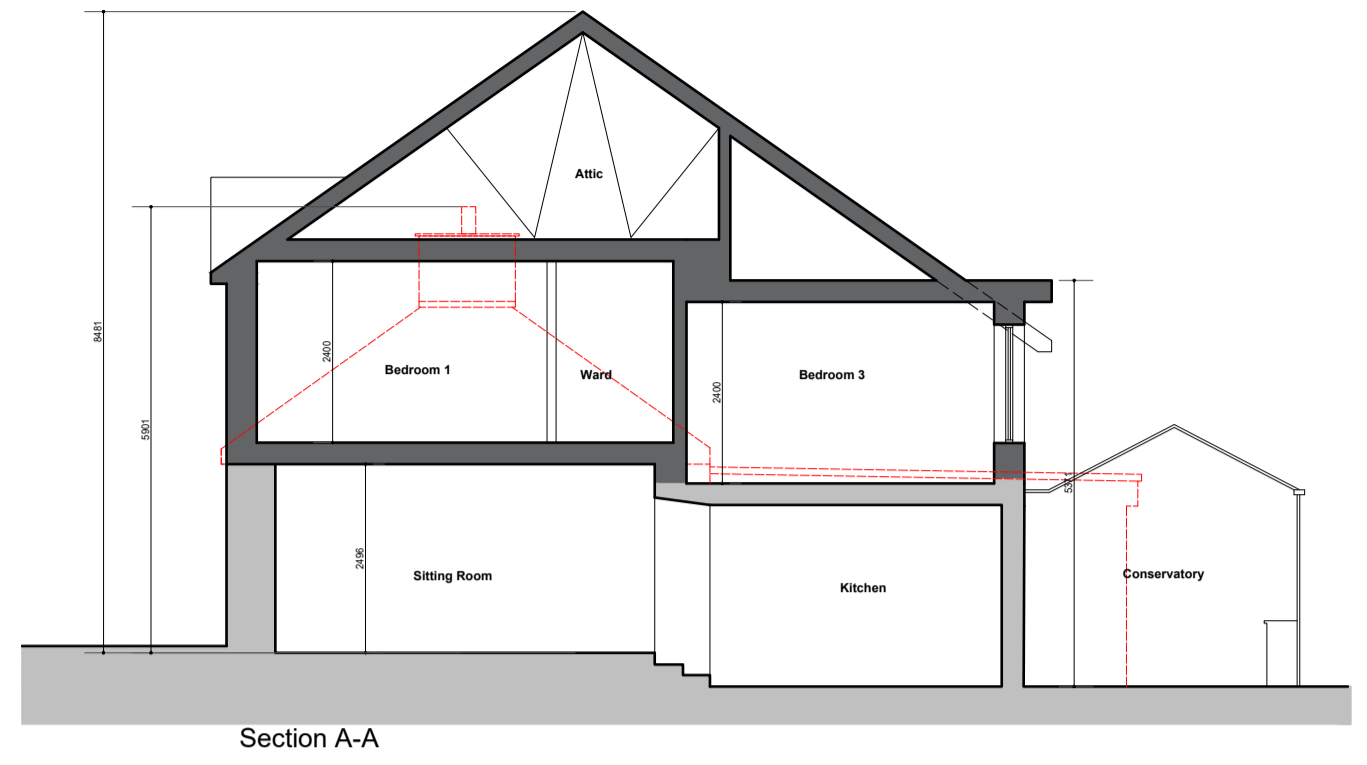 Attic
8481
5901
2400
Bedroom 1
Ward
2400
Bedroom 3
2496
Sitting Room
Kitchen
Conservatory
Section A-A